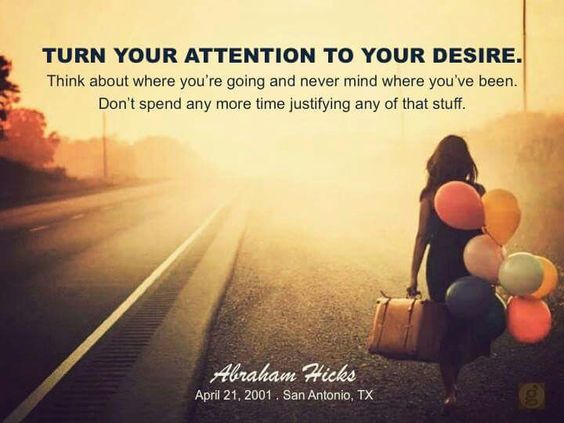 TURN YOUR ATTENTION TO YOUR DESIRE.
Think about where you're going and never mind where you've been.
Don't spend any more time justifying any of that stuff.
Abraham Hicks
April 21, 2001 . San Antonio, TX